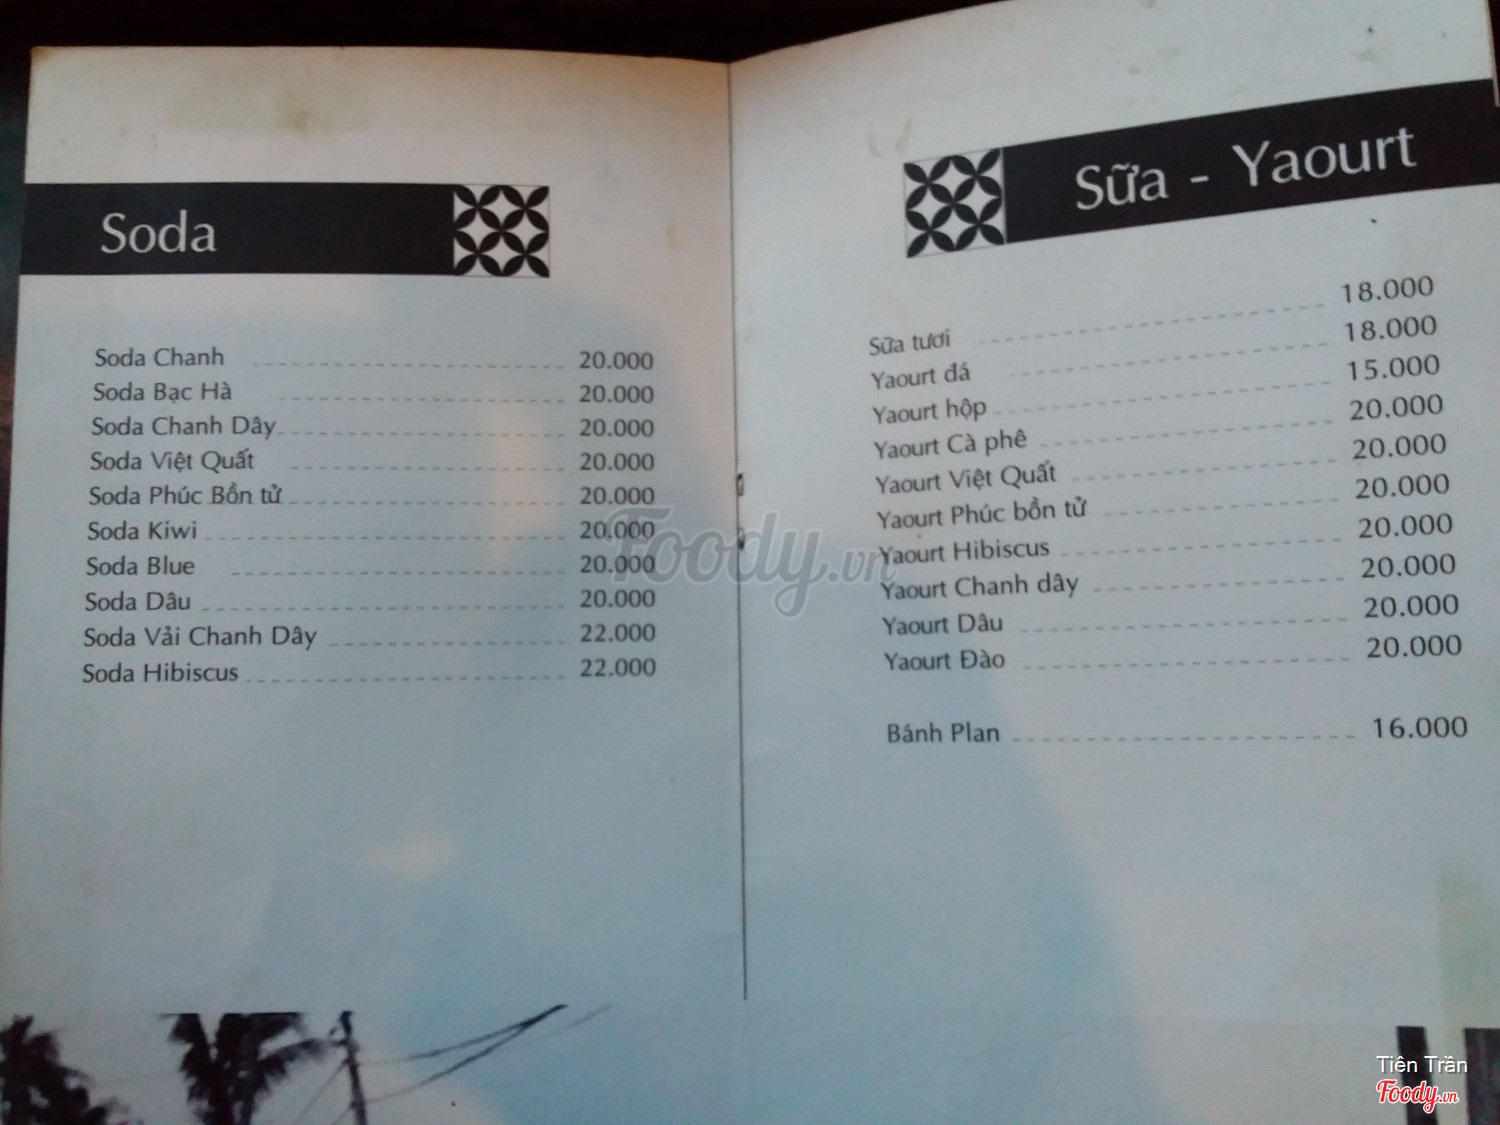 Soda
Soda Chanh 20.000
Soda Bạc Hà 20.000
Soda Chanh Dây 20.000
Soda Việt Quất 20.000
Soda Phúc Bồn tử 20.000
Soda Kiwi 20.000
Soda Blue 20.000
Soda Dâu 20.000
Soda Vải Chanh Dây 22.000
Soda Hibiscus 22.000
Sữa - Yaourt
Sữa tươi 18.000
Yaourt đá 18.000
Yaourt hộp 15.000
Yaourt Cà phê 20.000
Yaourt Việt Quất 20.000
Yaourt Phúc bồn tử 20.000
Yaourt Hibiscus 20.000
Yaourt Chanh dây 20.000
Yaourt Dâu 20.000
Yaourt Đào 20.000
Bánh Plan 16.000
Foody.vn
Tiên Trần
Foody.vn